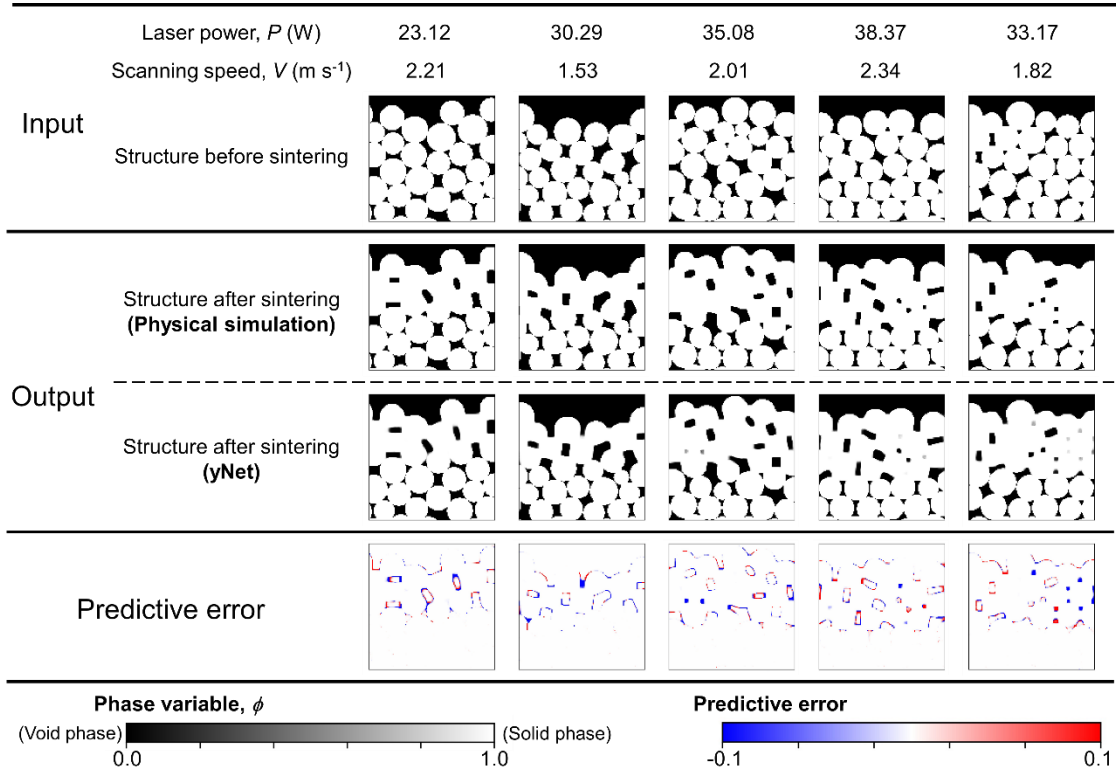 Laser power, P (W) 23.12 30.29 35.08 38.37 33.17
Scanning speed, V (m s⁻¹) 2.21 1.53 2.01 2.34 1.82
Input
Structure before sintering
Structure after sintering
(Physical simulation)
Output
Structure after sintering
(yNet)
Predictive error
Phase variable, ϕ
(Void phase) (Solid phase)
0.0 1.0
Predictive error
-0.1 0.1